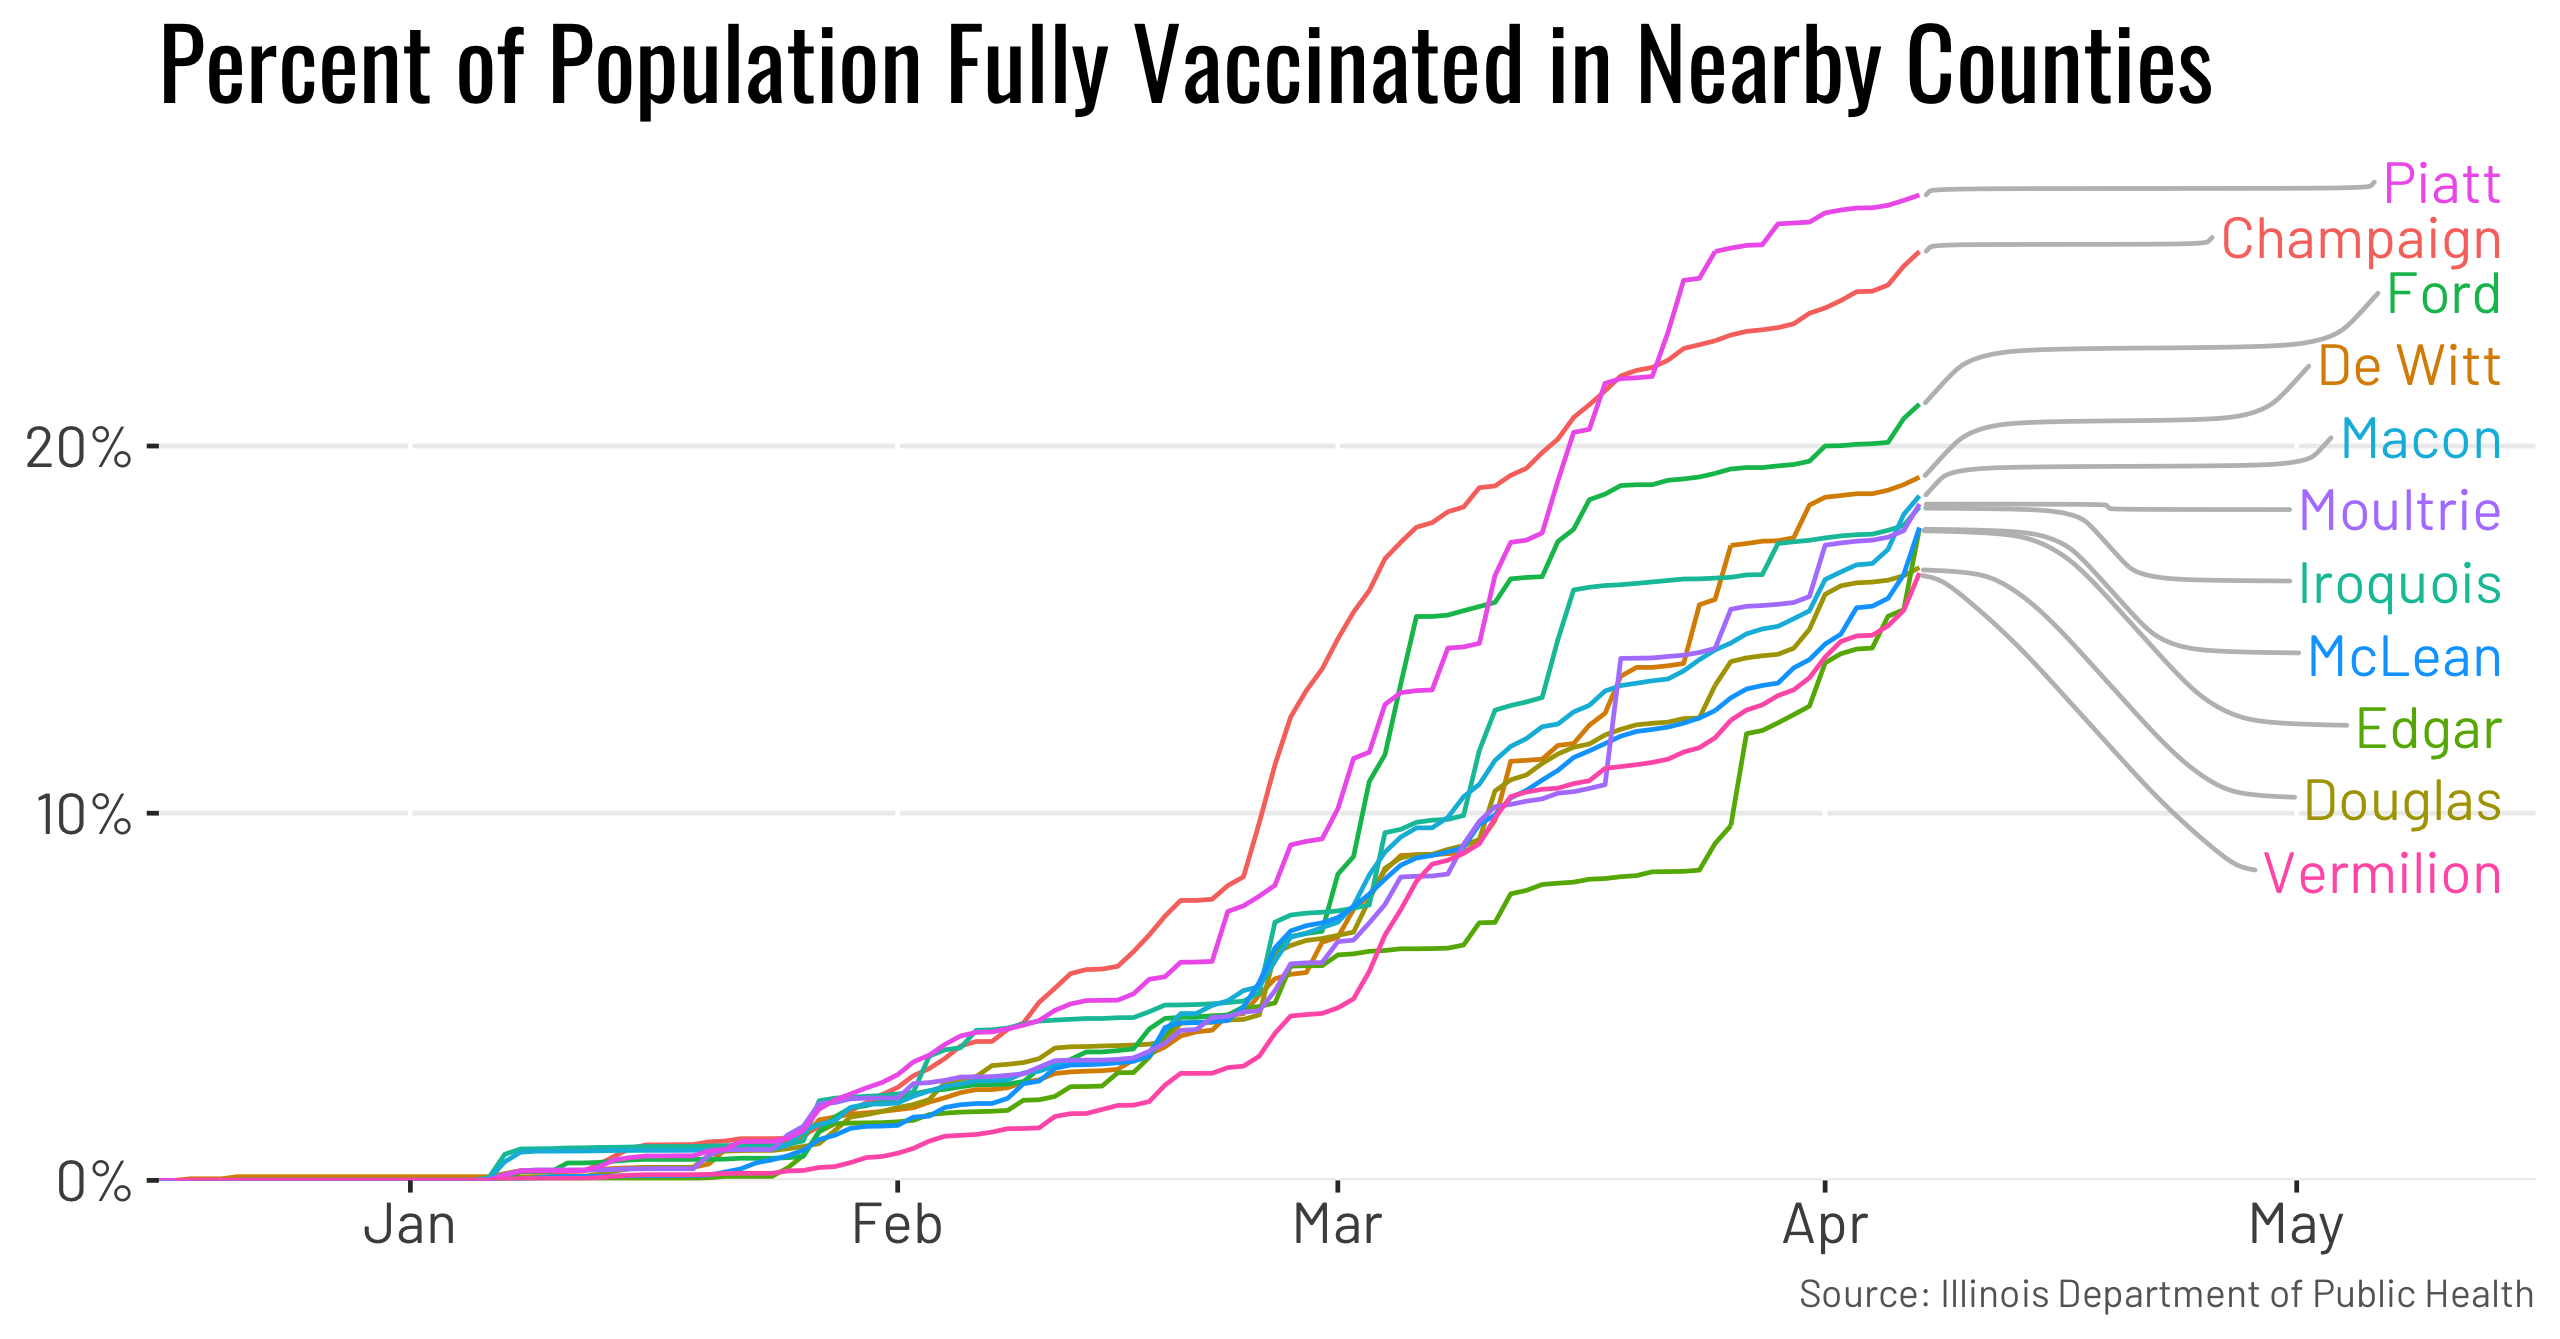 Percent of Population Fully Vaccinated in Nearby Counties
Piatt
Champaign
Ford
De Witt
20%
Macon
Moultrie
Iroquois
McLean
Edgar
10%
Douglas
Vermilion
0%
Jan Feb Mar Apr May
Source: Illinois Department of Public Health